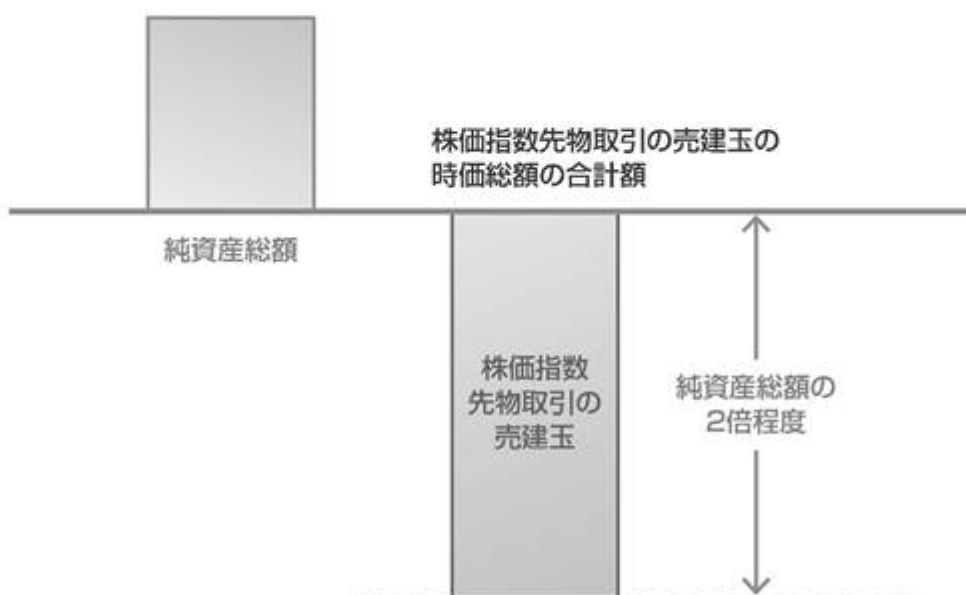 株価指数先物取引の売建玉の
時価総額の合計額
純資産総額
株価指数
先物取引の
売建玉
純資産総額の
2倍程度